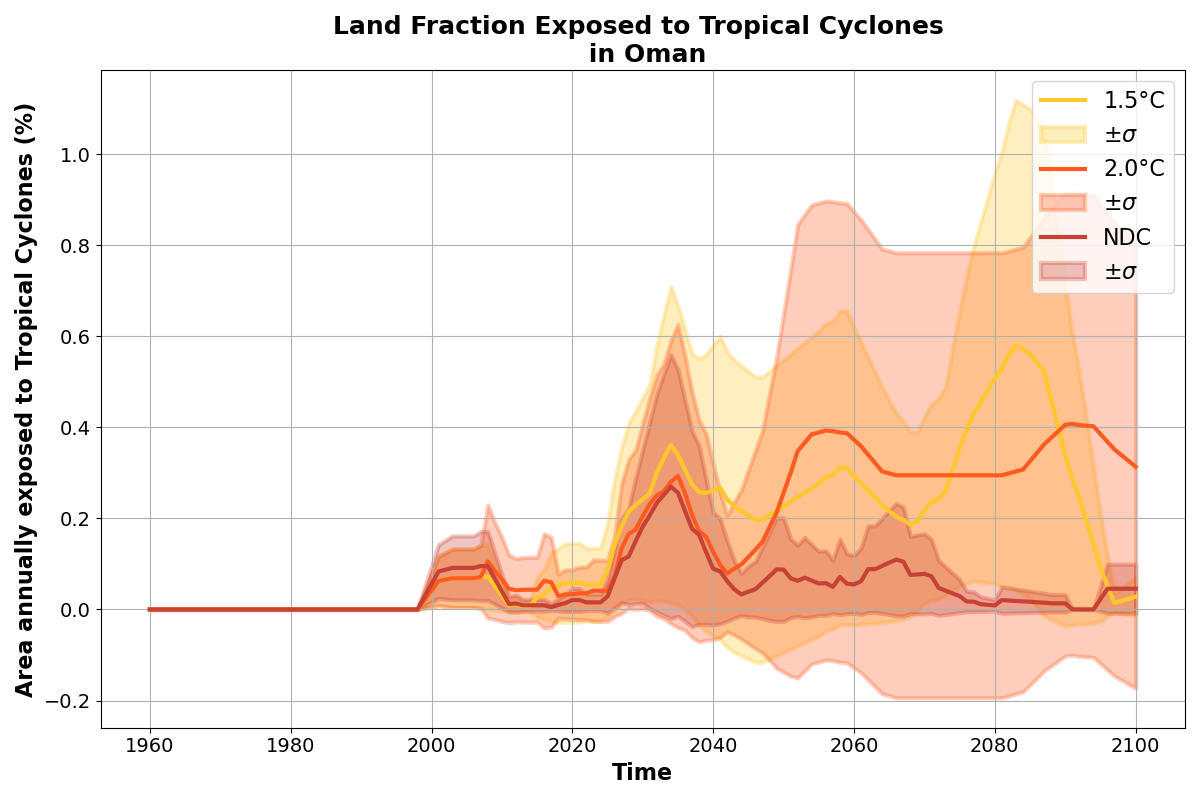 Land Fraction Exposed to Tropical Cyclones
in Oman
Area annually exposed to Tropical Cyclones (%)
1.0
0.8
0.6
0.4
0.2
0.0
−0.2
1.5°C
±σ
2.0°C
±σ
NDC
±σ
1960
1980
2000
2020
2040
2060
2080
2100
Time